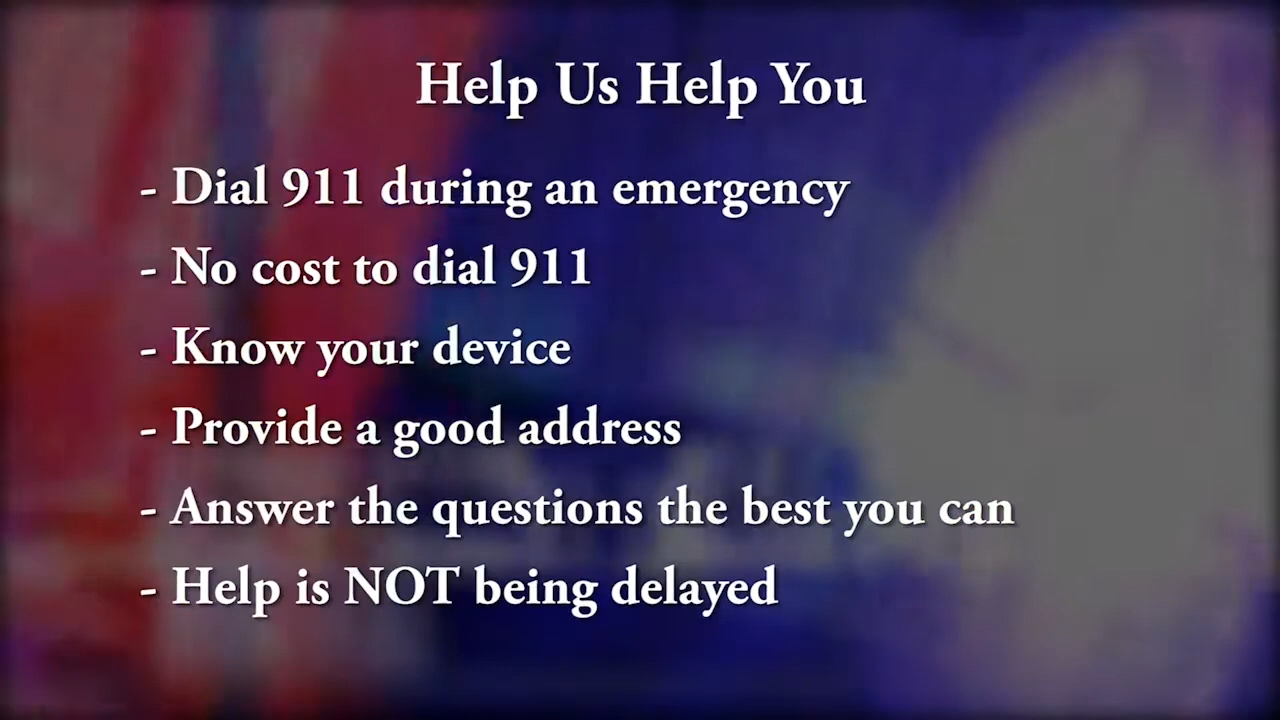 Help Us Help You
- Dial 911 during an emergency
- No cost to dial 911
- Know your device
- Provide a good address
- Answer the questions the best you can
- Help is NOT being delayed